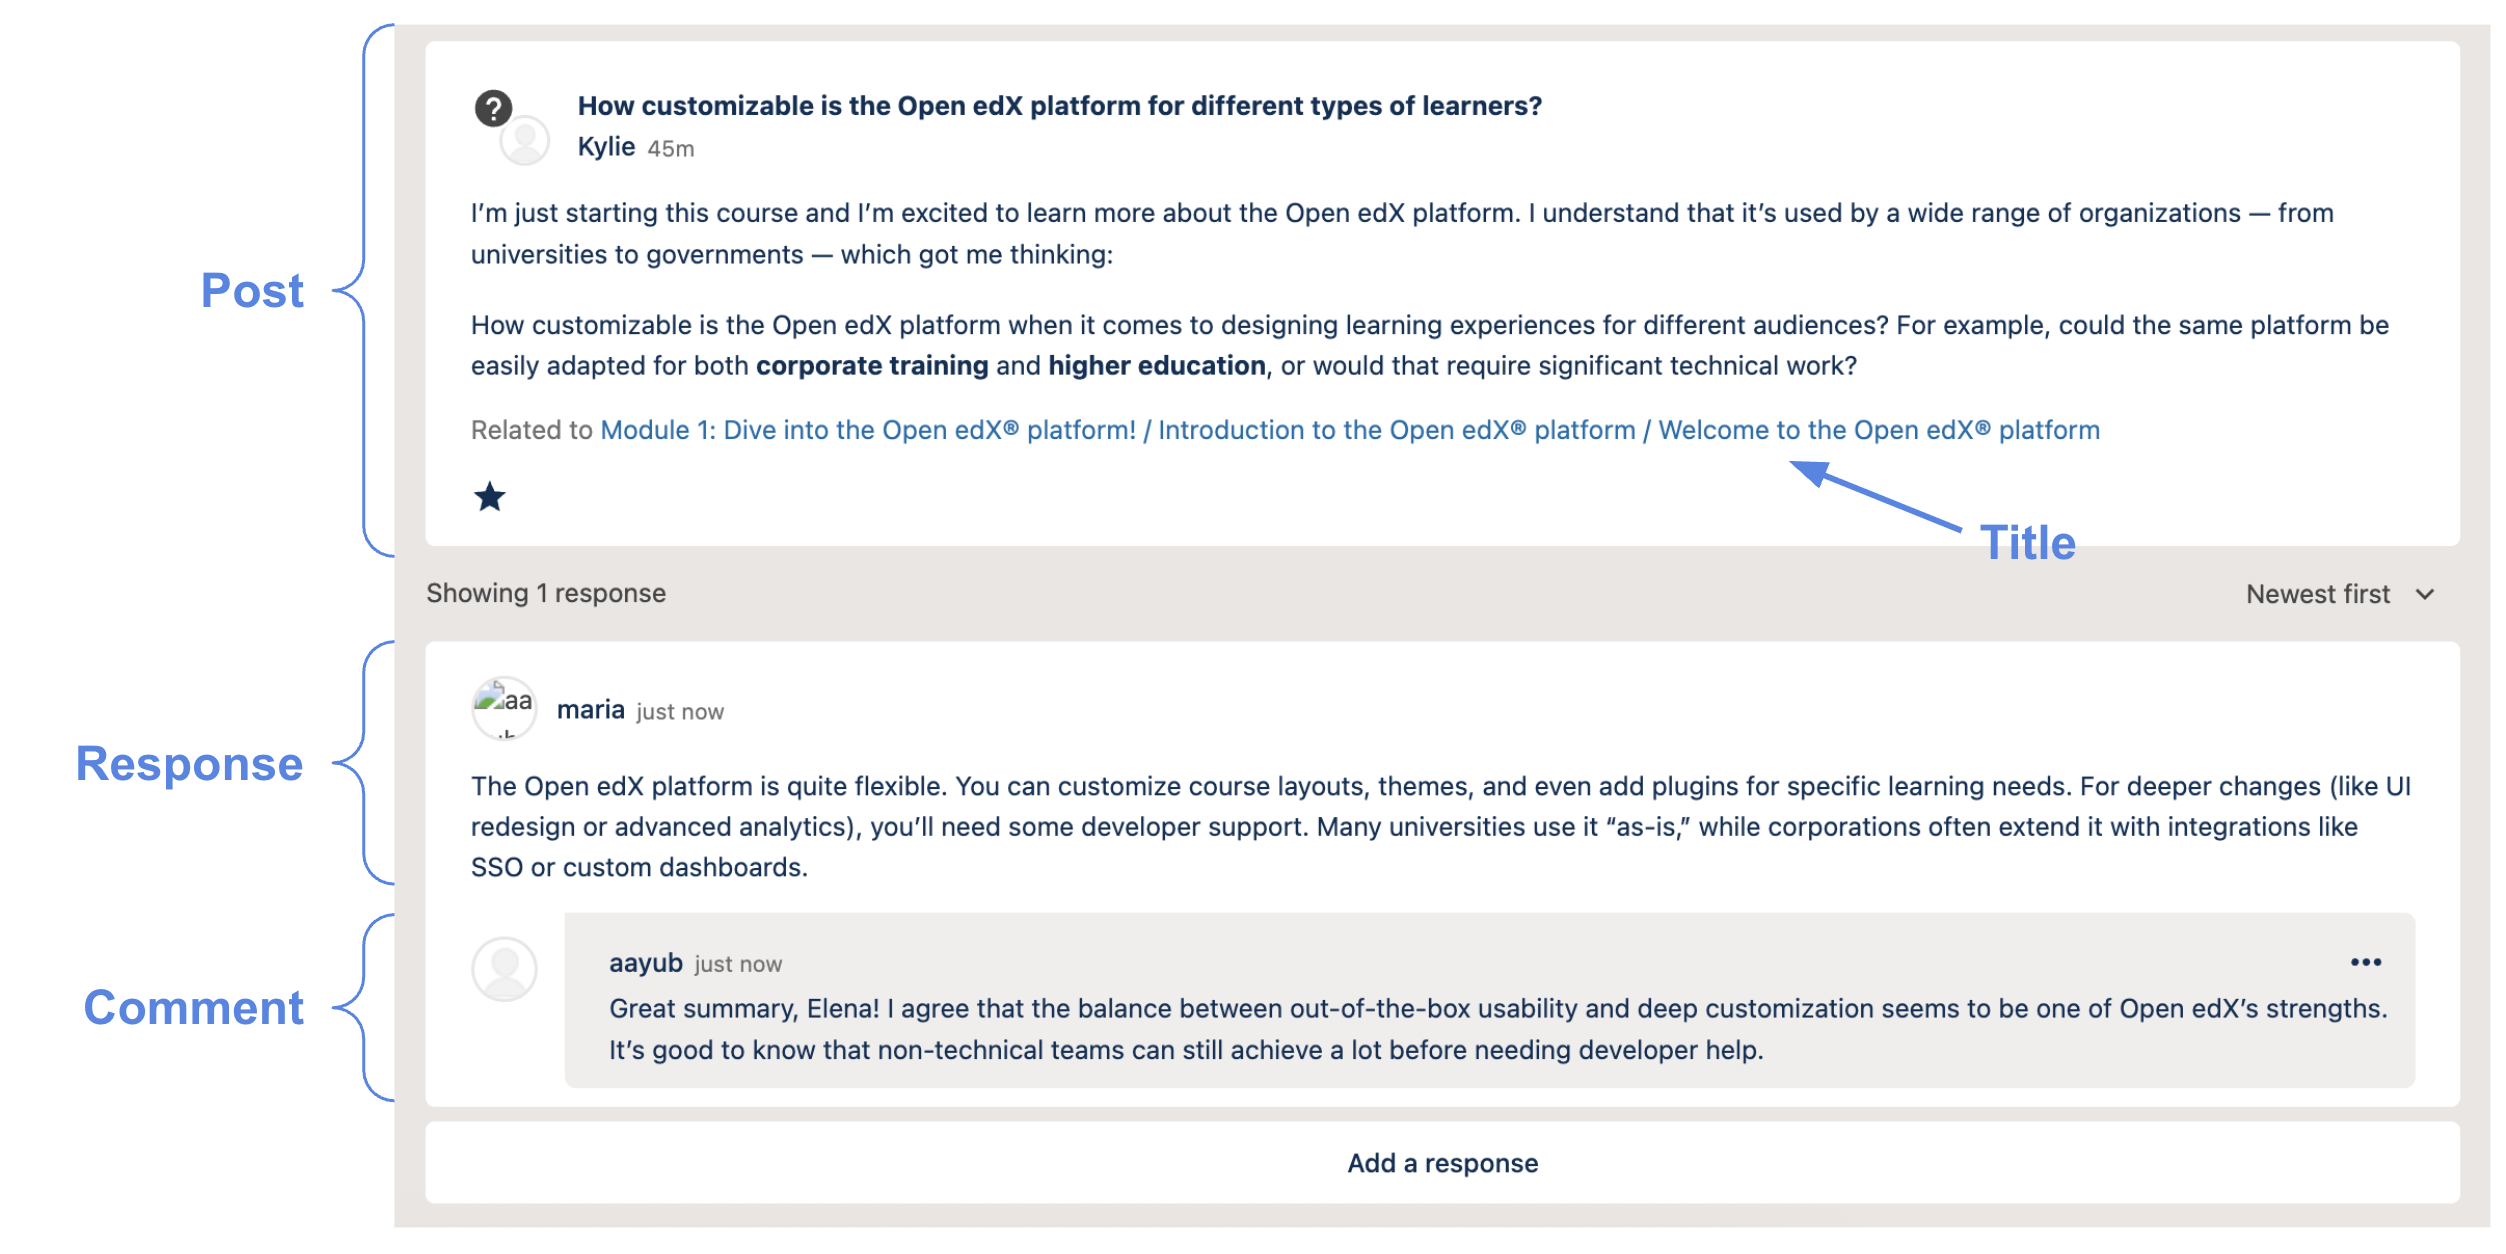 How customizable is the Open edX platform for different types of learners?
Kylie 45m
I’m just starting this course and I’m excited to learn more about the Open edX platform. I understand that it’s used by a wide range of organizations — from
universities to governments — which got me thinking:
Post
How customizable is the Open edX platform when it comes to designing learning experiences for different audiences? For example, could the same platform be
easily adapted for both corporate training and higher education, or would that require significant technical work?
Related to Module 1: Dive into the Open edX® platform! / Introduction to the Open edX® platform / Welcome to the Open edX® platform
Title
Showing 1 response
Newest first
aa
maria just now
Response
The Open edX platform is quite flexible. You can customize course layouts, themes, and even add plugins for specific learning needs. For deeper changes (like UI
redesign or advanced analytics), you’ll need some developer support. Many universities use it “as-is,” while corporations often extend it with integrations like
SSO or custom dashboards.
Comment
aayub just now
Great summary, Elena! I agree that the balance between out-of-the-box usability and deep customization seems to be one of Open edX’s strengths.
It’s good to know that non-technical teams can still achieve a lot before needing developer help.
Add a response